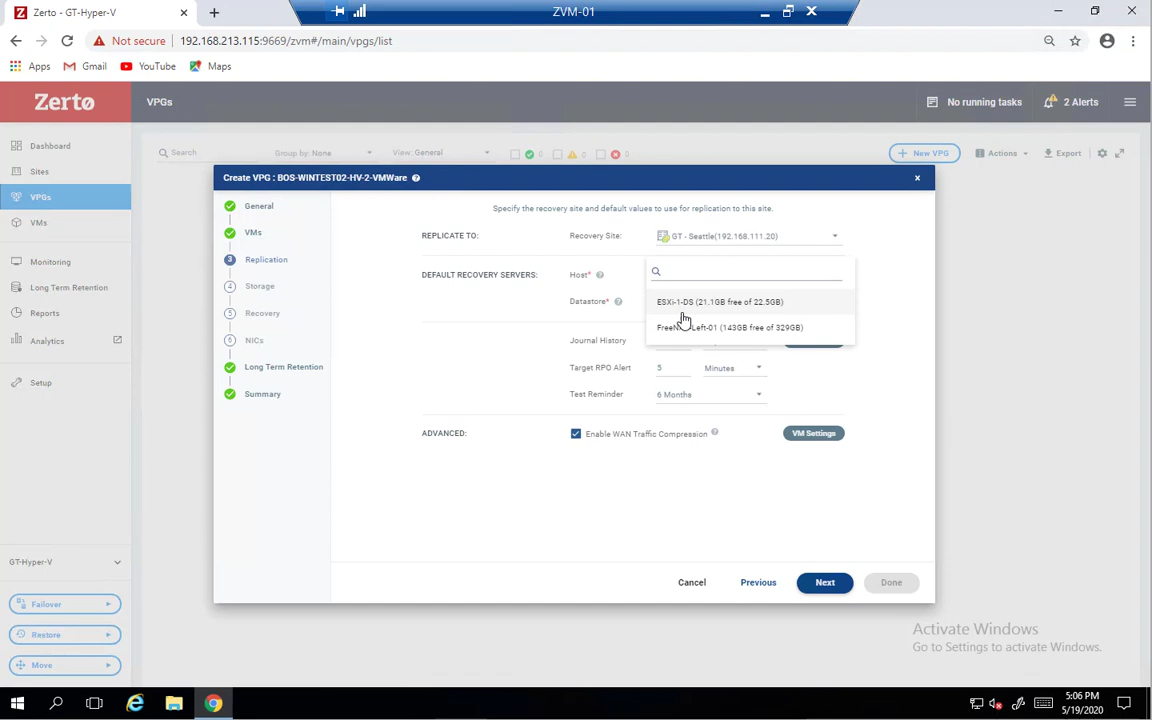 Zerto - GT-Hyper-V
ZVM-01
Not secure
192.168.213.115:9669/zvm#/main/vpgs/list
Apps
Gmail
YouTube
Maps
Zerto
VPGs
No running tasks
2 Alerts
Dashboard
Sites
VPGs
VMs
Monitoring
Long Term Retention
Reports
Analytics
Setup
Search
Group by: None
View: General
0
0
0
New VPG
Actions
Export
Create VPG : BOS-WINTEST02-HV-2-VMWare
General
VMs
3 Replication
4 Storage
5 Recovery
6 NICs
Long Term Retention
Summary
Specify the recovery site and default values to use for replication to this site.
REPLICATE TO:
Recovery Site:
GT - Seattle(192.168.111.20)
DEFAULT RECOVERY SERVERS:
Host*
Datastore*
ESXi-1-DS (21.1GB free of 22.5GB)
Left-01 (143GB free of 329GB)
Journal History
Target RPO Alert
5
Minutes
Test Reminder
6 Months
ADVANCED:
Enable WAN Traffic Compression
VM Settings
Cancel
Previous
Next
Done
GT-Hyper-V
Failover
Restore
Move
Activate Windows
Go to Settings to activate Windows.
5:06 PM
5/19/2020